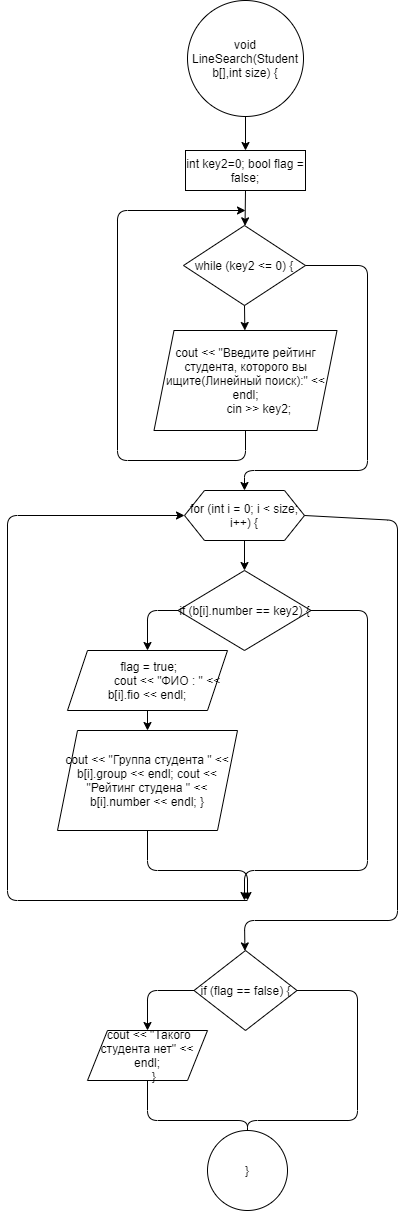 void
LineSearch(Student
b[],int size) {
int key2=0; bool flag =
false;
while (key2 <= 0) {
cout << "Введите рейтинг
студента, которого вы
ищите(Линейный поиск):" <<
endl;
cin >> key2;
for (int i = 0; i < size;
i++) {
if (b[i].number == key2) {
flag = true;
cout << "ФИО : " <<
b[i].fio << endl;
cout << "Группа студента " <<
b[i].group << endl; cout <<
"Рейтинг студена " <<
b[i].number << endl; }
if (flag == false) {
cout << "Такого
студента нет" <<
endl;
}
}